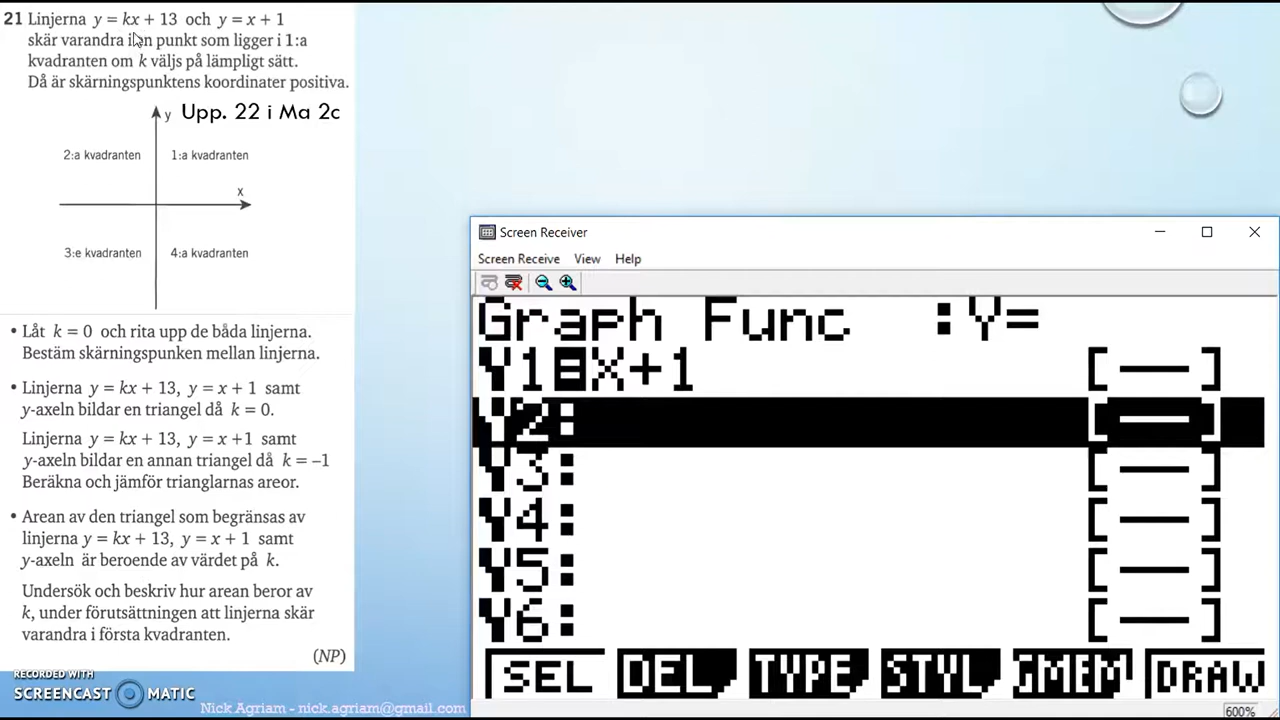 21 Linjerna y = kx + 13 och y = x + 1
skär varandra i en punkt som ligger i 1:a
kvadranten om k väljs på lämpligt sätt.
Då är skärningspunktens koordinater positiva.
y
Upp. 22 i Ma 2c
2:a kvadranten
1:a kvadranten
x
3:e kvadranten
4:a kvadranten
• Låt k = 0 och rita upp de båda linjerna.
Bestäm skärningspunken mellan linjerna.
• Linjerna y = kx + 13, y = x + 1 samt
y-axeln bildar en triangel då k = 0.
Linjerna y = kx + 13, y = x +1 samt
y-axeln bildar en annan triangel då k = –1
Beräkna och jämför trianglarnas areor.
• Arean av den triangel som begränsas av
linjerna y = kx + 13, y = x + 1 samt
y-axeln är beroende av värdet på k.
Undersök och beskriv hur arean beror av
k, under förutsättningen att linjerna skär
varandra i första kvadranten.
(NP)
RECORDED WITH
SCREENCAST MATIC
Nick Agriam - nick.agriam@gmail.com
Screen Receiver
Screen Receive View Help
Graph Func :Y=
Y1=X+1 [—]
Y2: [—]
Y3: [—]
Y4: [—]
Y5: [—]
Y6: [—]
SEL DEL TYPE STYL GMEM DRAW
600%